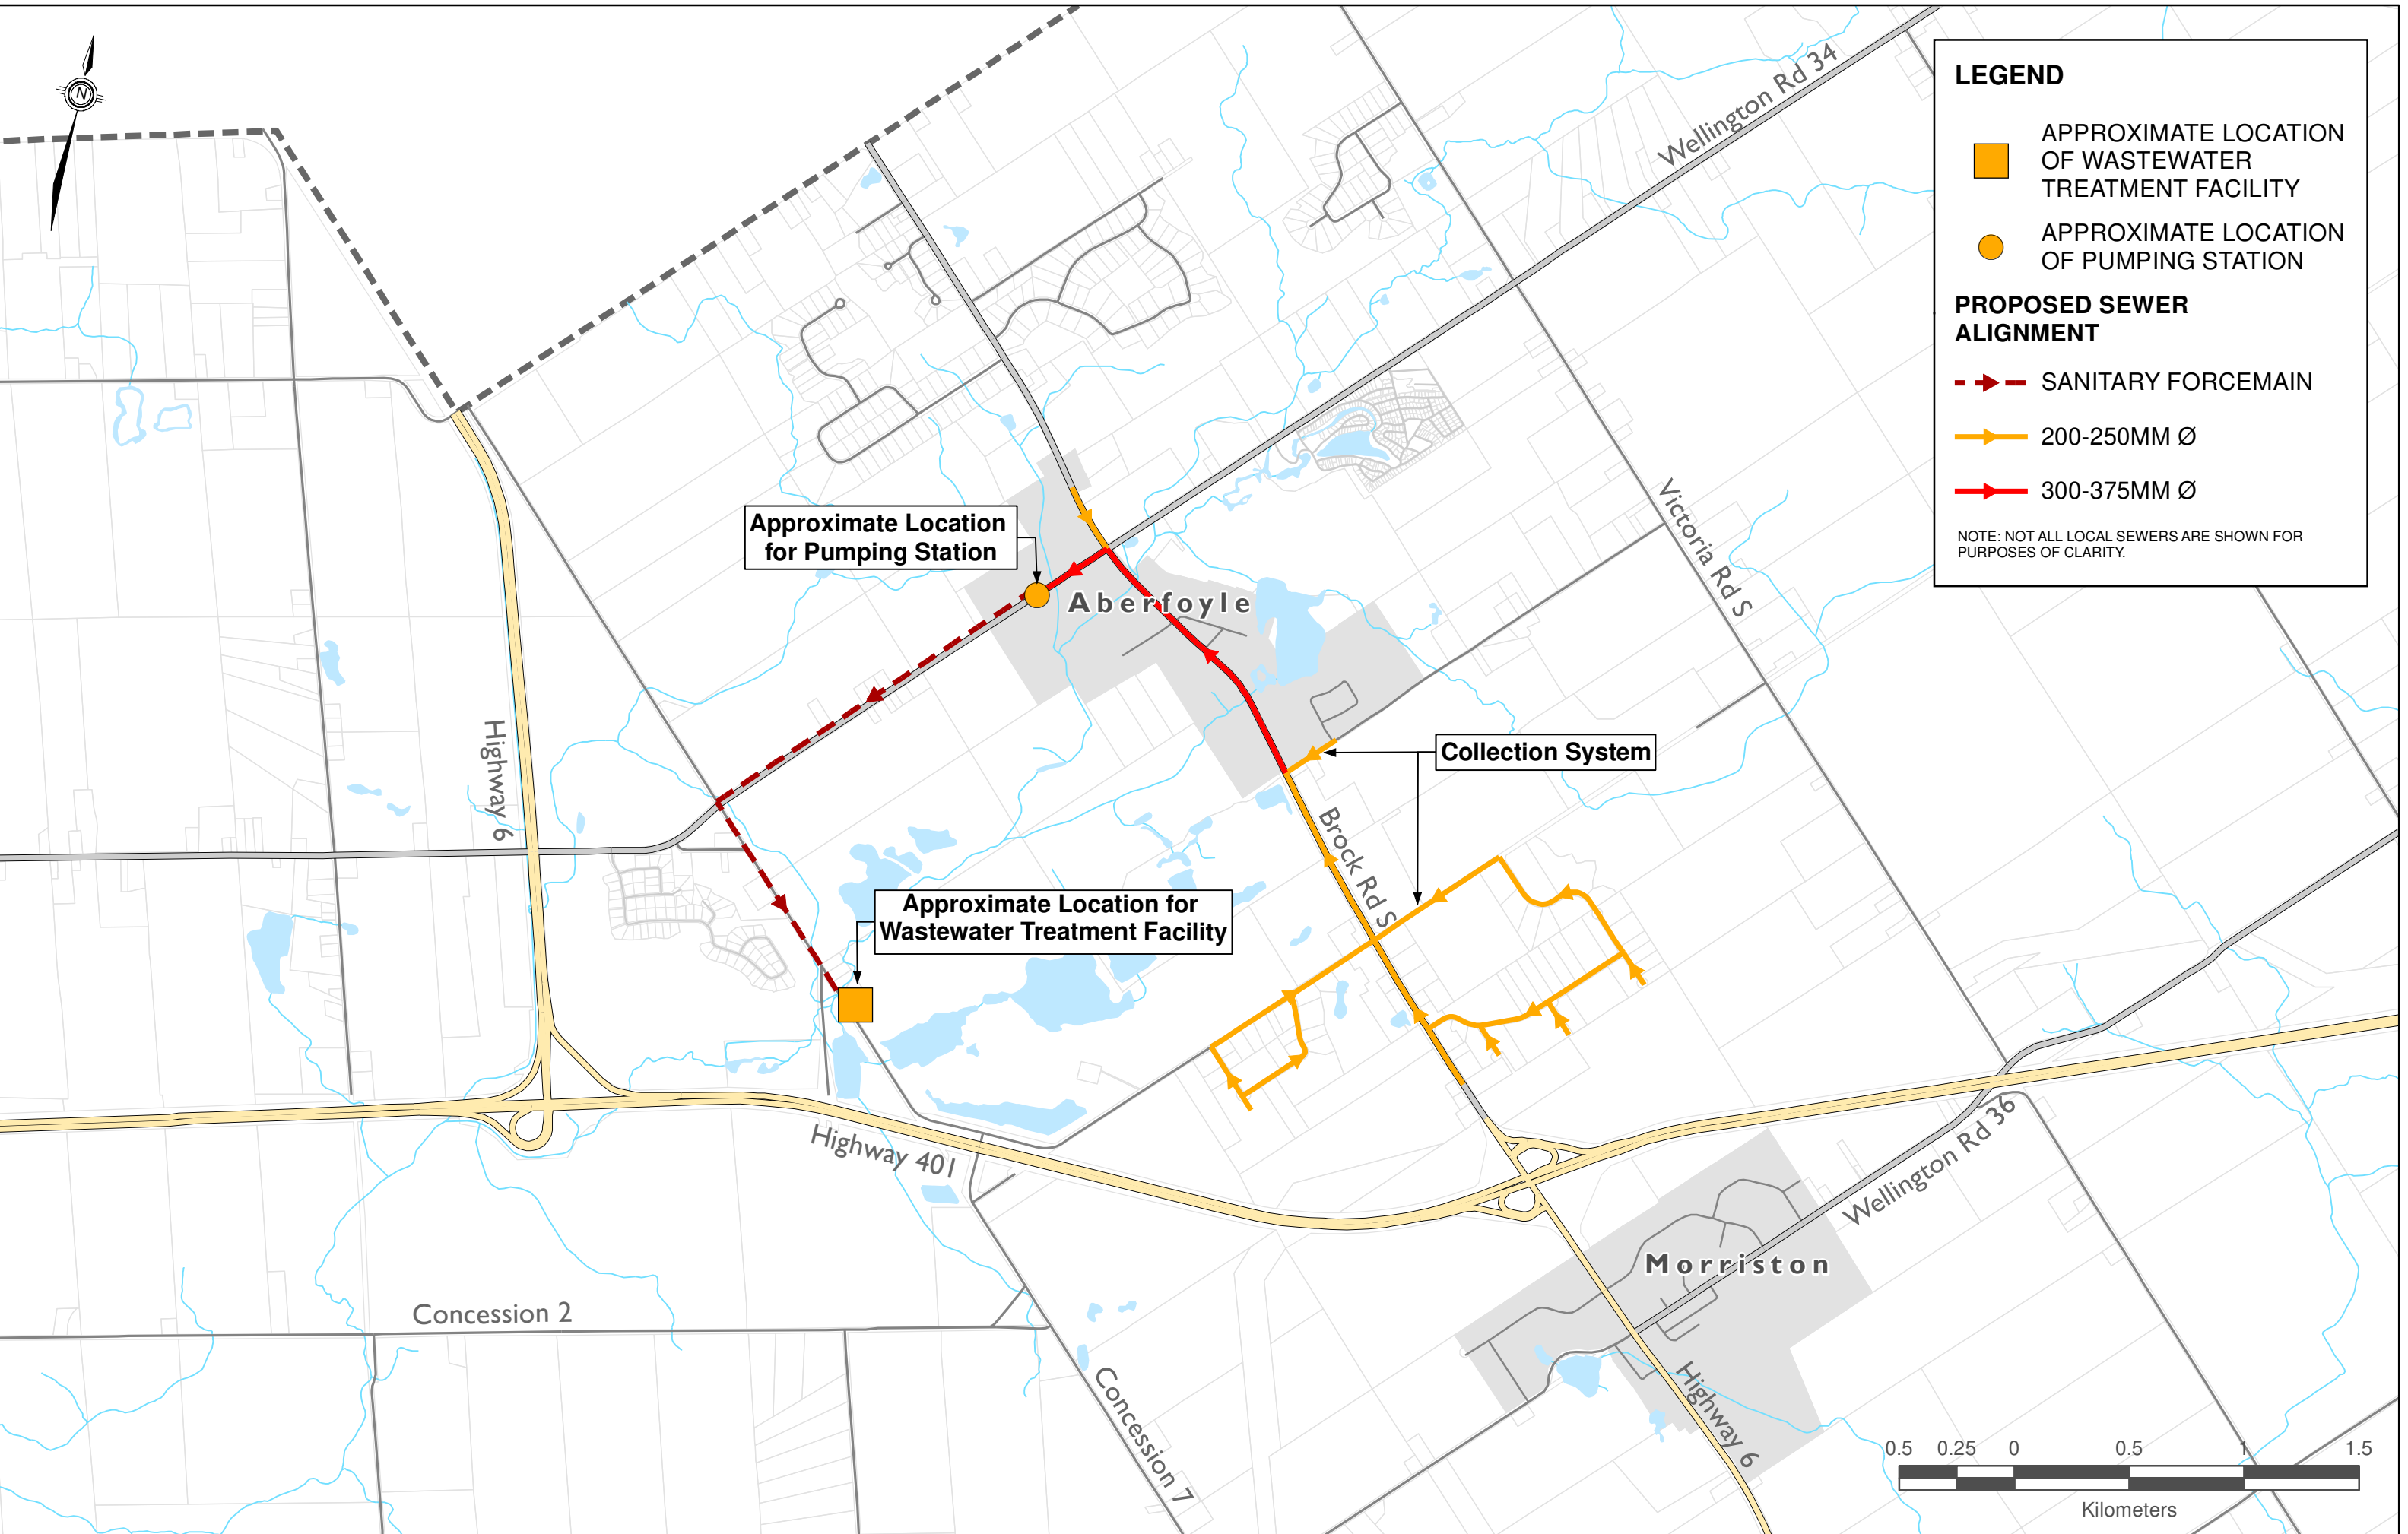 N
LEGEND
APPROXIMATE LOCATION
OF WASTEWATER
TREATMENT FACILITY
APPROXIMATE LOCATION
OF PUMPING STATION
PROPOSED SEWER
ALIGNMENT
SANITARY FORCEMAIN
200-250MM Ø
300-375MM Ø
NOTE: NOT ALL LOCAL SEWERS ARE SHOWN FOR
PURPOSES OF CLARITY.
Wellington Rd 34
Victoria Rd S
Approximate Location
for Pumping Station
Aberfoyle
Highway 6
Collection System
Brock Rd S
Approximate Location for
Wastewater Treatment Facility
Highway 401
Wellington Rd 36
Morriston
Concession 2
Concession 7
Highway 6
0.5 0.25 0 0.5 1 1.5
Kilometers